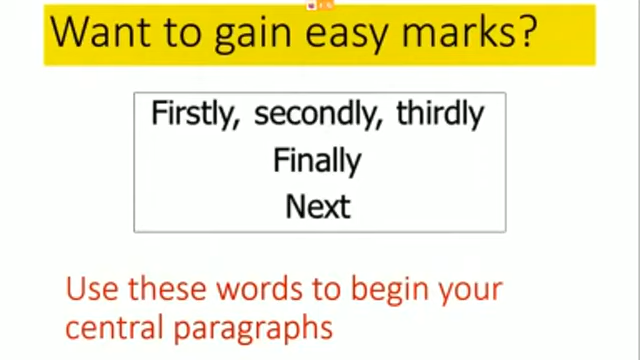 Want to gain easy marks?
Firstly, secondly, thirdly
Finally
Next
Use these words to begin your
central paragraphs